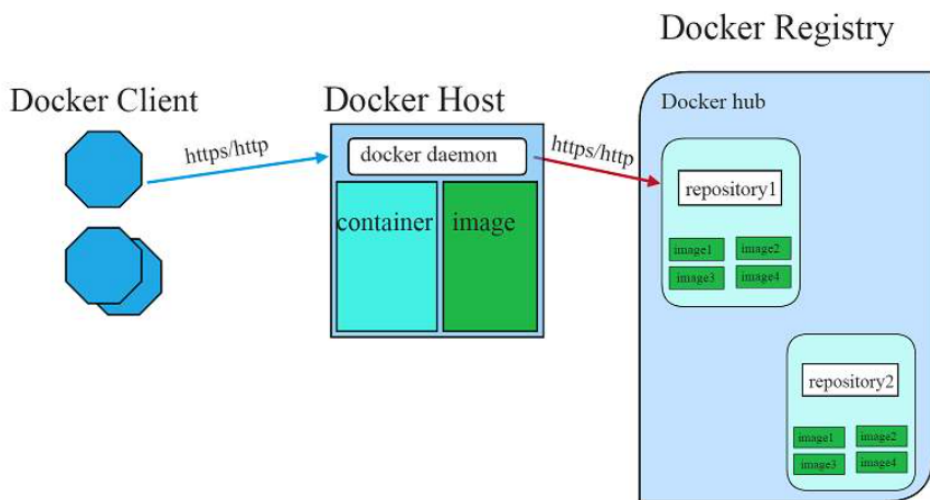 Docker Registry
Docker Client
Docker Host
Docker hub
https/http
docker daemon
https/http
container
image
repository1
image1
image2
image3
image4
repository2
image1
image2
image3
image4